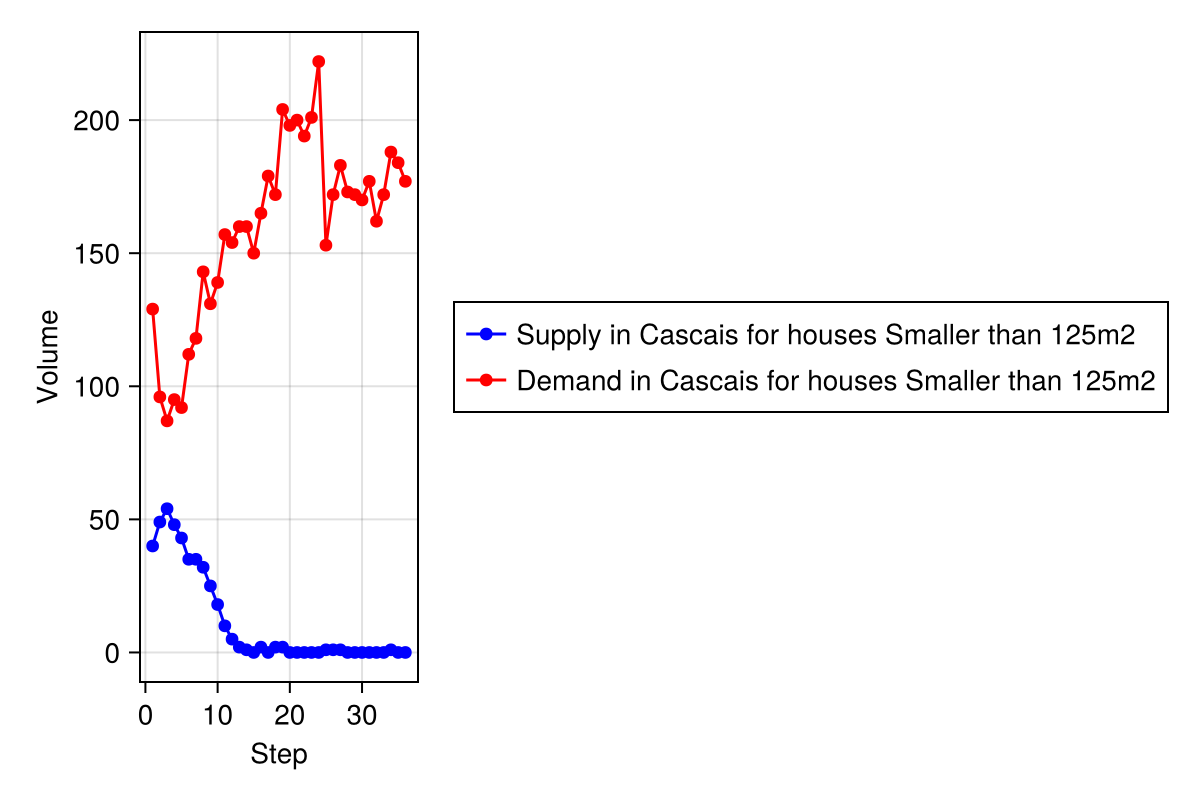 Volume
200
150
100
50
0
0 10 20 30
Step
Supply in Cascais for houses Smaller than 125m2
Demand in Cascais for houses Smaller than 125m2